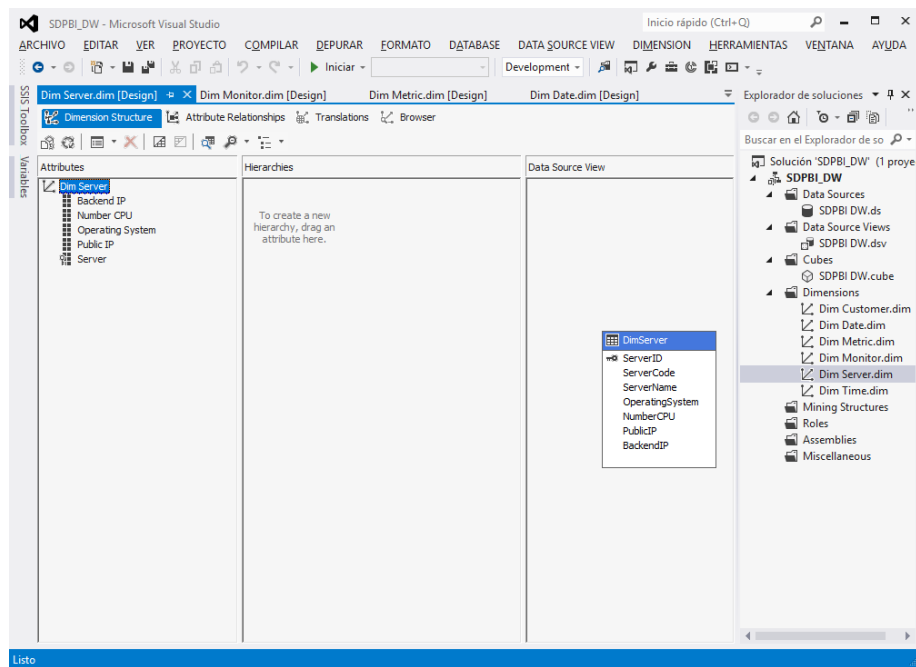 SDPBI_DW - Microsoft Visual Studio
Inicio rápido (Ctrl+Q)
ARCHIVO EDITAR VER PROYECTO COMPILAR DEPURAR FORMATO DATABASE DATA SOURCE VIEW DIMENSION HERRAMIENTAS VENTANA AYUDA
Iniciar
Development
SSIS Toolbox
Variables
Dim Server.dim [Design] Dim Monitor.dim [Design] Dim Metric.dim [Design] Dim Date.dim [Design]
Dimension Structure Attribute Relationships Translations Browser
Attributes
Dim Server
Backend IP
Number CPU
Operating System
Public IP
Server
Hierarchies
To create a new
hierarchy, drag an
attribute here.
Data Source View
DimServer
ServerID
ServerCode
ServerName
OperatingSystem
NumberCPU
PublicIP
BackendIP
Explorador de soluciones
Buscar en el Explorador de so
Solución 'SDPBI_DW' (1 proye
SDPBI_DW
Data Sources
SDPBI DW.ds
Data Source Views
SDPBI DW.dsv
Cubes
SDPBI DW.cube
Dimensions
Dim Customer.dim
Dim Date.dim
Dim Metric.dim
Dim Monitor.dim
Dim Server.dim
Dim Time.dim
Mining Structures
Roles
Assemblies
Miscellaneous
Listo